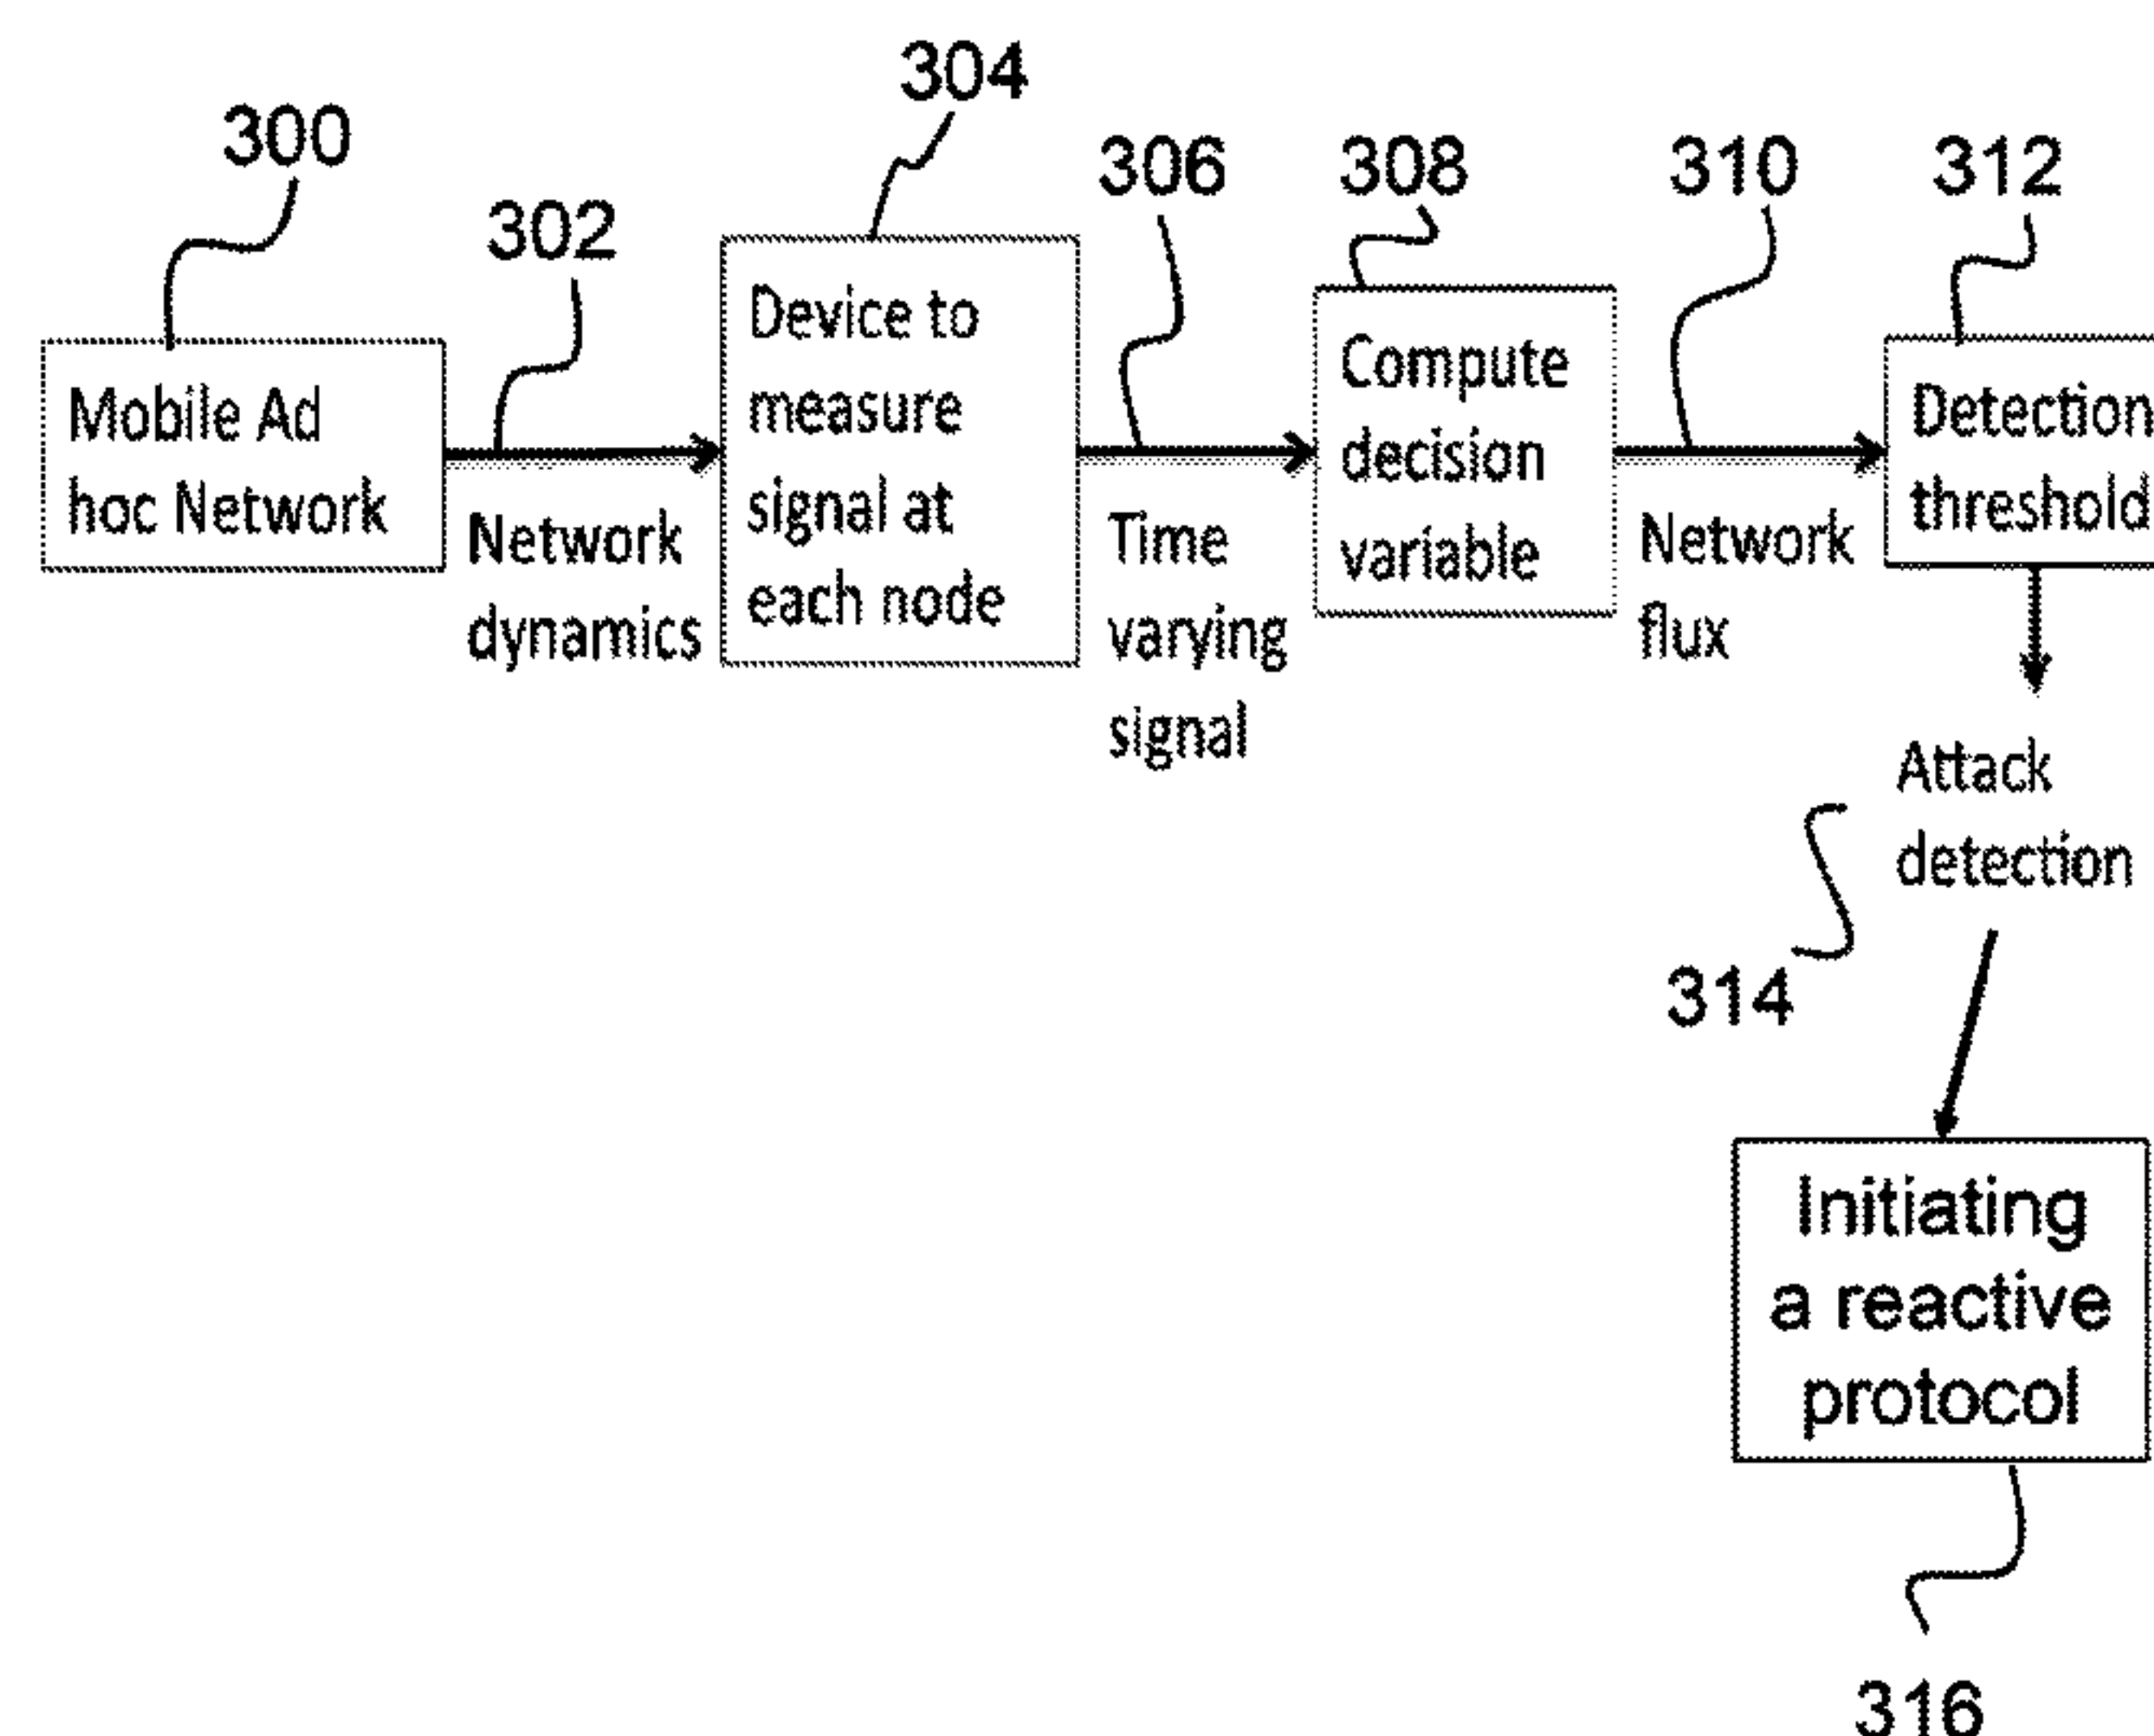 300
Mobile Ad
hoc Network
302
Network
dynamics
304
Device to
measure
signal at
each node
306
Time
varying
signal
308
Compute
decision
variable
310
Network
flux
312
Detection
threshold
Attack
detection
314
Initiating
a reactive
protocol
316